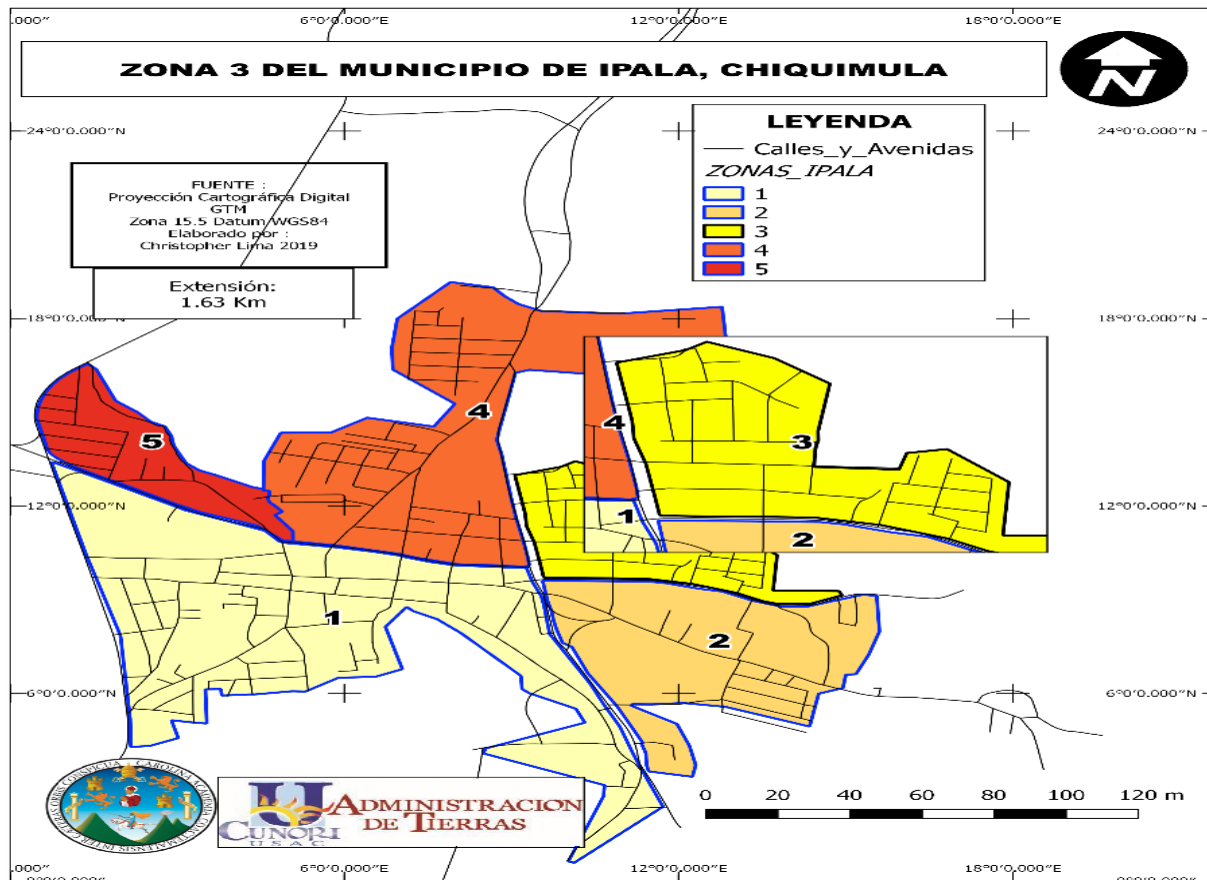 .000" 6°0'0.000"E 12°0'0.000"E 18°0'0.000"E
ZONA 3 DEL MUNICIPIO DE IPALA, CHIQUIMULA
N
LEYENDA
Calles_y_Avenidas
ZONAS_IPALA
1
2
3
4
5
24°0'0.000"N 24°0'0.000"N
FUENTE :
Proyección Cartográfica Digital
GTM
Zona 15.5 Datum WGS84
Elaborado por :
Christopher Lima 2019
Extensión:
1.63 Km
18°0'0.000"N 18°0'0.000"N
4
5
4
3
12°0'0.000"N 12°0'0.000"N
1
2
1
2
6°0'0.000"N 6°0'0.000"N
CUNORI
USAC
ADMINISTRACION
DE TIERRAS
0 20 40 60 80 100 120 m
.000" 6°0'0.000"E 12°0'0.000"E 18°0'0.000"E